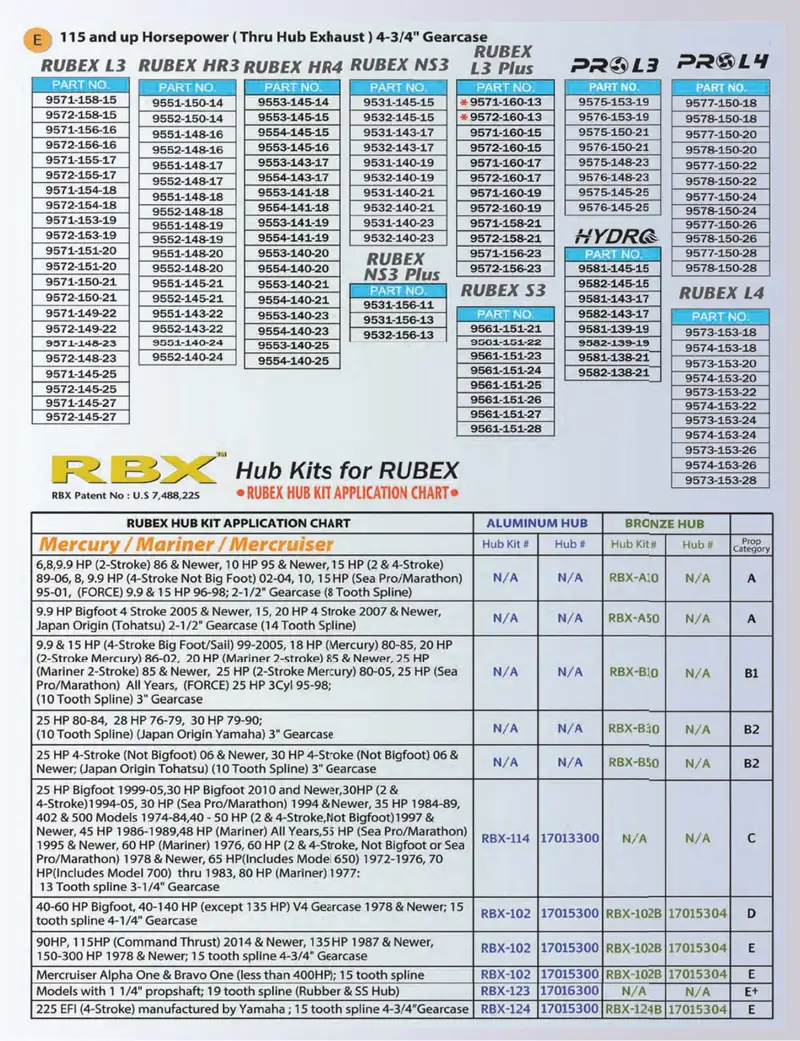 E 115 and up Horsepower ( Thru Hub Exhaust ) 4-3/4" Gearcase
RUBEX L3
PART NO.
9571-158-15
9572-158-15
9571-156-16
9572-156-16
9571-155-17
9572-155-17
9571-154-18
9572-154-18
9571-153-19
9572-153-19
9571-151-20
9572-151-20
9571-150-21
9572-150-21
9571-149-22
9572-149-22
9571-148-23
9572-148-23
9571-145-25
9572-145-25
9571-145-27
9572-145-27
RUBEX HR3
PART NO.
9551-150-14
9552-150-14
9551-148-16
9552-148-16
9551-148-17
9552-148-17
9551-148-18
9552-148-18
9551-148-19
9552-148-19
9551-148-20
9552-148-20
9551-145-21
9552-145-21
9551-143-22
9552-143-22
9551-140-24
9552-140-24
RUBEX HR4
PART NO.
9553-145-14
9553-145-15
9554-145-15
9553-145-16
9553-143-17
9554-143-17
9553-141-18
9554-141-18
9553-141-19
9554-141-19
9553-140-20
9554-140-20
9553-140-21
9554-140-21
9553-140-23
9554-140-23
9553-140-25
9554-140-25
RUBEX NS3
PART NO.
9531-145-15
9532-145-15
9531-143-17
9532-143-17
9531-140-19
9532-140-19
9531-140-21
9532-140-21
9531-140-23
9532-140-23
RUBEX
NS3 Plus
PART NO.
9531-156-11
9531-156-13
9532-156-13
RUBEX
L3 Plus
PART NO.
*9571-160-13
*9572-160-13
9571-160-15
9572-160-15
9571-160-17
9572-160-17
9571-160-19
9572-160-19
9571-158-21
9572-158-21
9571-156-23
9572-156-23
RUBEX S3
PART NO.
9561-151-21
9561-151-22
9561-151-23
9561-151-24
9561-151-25
9561-151-26
9561-151-27
9561-151-28
PRO L3
PART NO.
9575-153-19
9576-153-19
9575-150-21
9576-150-21
9575-148-23
9576-148-23
9575-145-25
9576-145-25
HYDRO
PART NO.
9581-145-15
9582-145-15
9581-143-17
9582-143-17
9581-139-19
9582-139-19
9581-138-21
9582-138-21
PRO L4
PART NO.
9577-150-18
9578-150-18
9577-150-20
9578-150-20
9577-150-22
9578-150-22
9577-150-24
9578-150-24
9577-150-26
9578-150-26
9577-150-28
9578-150-28
RUBEX L4
PART NO.
9573-153-18
9574-153-18
9573-153-20
9574-153-20
9573-153-22
9574-153-22
9573-153-24
9574-153-24
9573-153-26
9574-153-26
9573-153-28
RBX™
RBX Patent No : U.S 7,488,225
Hub Kits for RUBEX
•RUBEX HUB KIT APPLICATION CHART•
RUBEX HUB KIT APPLICATION CHART ALUMINUM HUB BRONZE HUB
Mercury / Mariner / Mercruiser Hub Kit # Hub # Hub Kit# Hub # Prop Category
6,8,9.9 HP (2-Stroke) 86 & Newer, 10 HP 95 & Newer,15 HP (2 & 4-Stroke)
89-06, 8, 9.9 HP (4-Stroke Not Big Foot) 02-04, 10, 15HP (Sea Pro/Marathon)
95-01, (FORCE) 9.9 & 15 HP 96-98; 2-1/2" Gearcase (8 Tooth Spline)
N/A N/A RBX-A10 N/A A
9.9 HP Bigfoot 4 Stroke 2005 & Newer, 15, 20 HP 4 Stroke 2007 & Newer,
Japan Origin (Tohatsu) 2-1/2" Gearcase (14 Tooth Spline)
N/A N/A RBX-A50 N/A A
9.9 & 15 HP (4-Stroke Big Foot/Sail) 99-2005, 18 HP (Mercury) 80-85, 20 HP
(2-Stroke Mercury) 86-02, 20 HP (Mariner 2-stroke) 85 & Newer, 25 HP
(Mariner 2-Stroke) 85 & Newer, 25 HP (2-Stroke Mercury) 80-05, 25 HP (Sea
Pro/Marathon) All Years, (FORCE) 25 HP 3Cyl 95-98;
(10 Tooth Spline) 3" Gearcase
N/A N/A RBX-B10 N/A B1
25 HP 80-84, 28 HP 76-79, 30 HP 79-90;
(10 Tooth Spline) (Japan Origin Yamaha) 3" Gearcase
N/A N/A RBX-B30 N/A B2
25 HP 4-Stroke (Not Bigfoot) 06 & Newer, 30 HP 4-Stroke (Not Bigfoot) 06 &
Newer; (Japan Origin Tohatsu) (10 Tooth Spline) 3" Gearcase
N/A N/A RBX-B50 N/A B2
25 HP Bigfoot 1999-05,30 HP Bigfoot 2010 and Newer,30HP (2 &
4-Stroke)1994-05, 30 HP (Sea Pro/Marathon) 1994 &Newer, 35 HP 1984-89,
402 & 500 Models 1974-84,40 - 50 HP (2 & 4-Stroke,Not Bigfoot)1997 &
Newer, 45 HP 1986-1989,48 HP (Mariner) All Years,55 HP (Sea Pro/Marathon)
1995 & Newer, 60 HP (Mariner) 1976, 60 HP (2 & 4-Stroke, Not Bigfoot or Sea
Pro/Marathon) 1978 & Newer, 65 HP(Includes Model 650) 1972-1976, 70
HP(Includes Model 700) thru 1983, 80 HP (Mariner) 1977:
13 Tooth spline 3-1/4" Gearcase
RBX-114 17013300 N/A N/A C
40-60 HP Bigfoot, 40-140 HP (except 135 HP) V4 Gearcase 1978 & Newer; 15
tooth spline 4-1/4" Gearcase
RBX-102 17015300 RBX-102B 17015304 D
90HP, 115HP (Command Thrust) 2014 & Newer, 135HP 1987 & Newer,
150-300 HP 1978 & Newer; 15 tooth spline 4-3/4" Gearcase
RBX-102 17015300 RBX-102B 17015304 E
Mercruiser Alpha One & Bravo One (less than 400HP); 15 tooth spline RBX-102 17015300 RBX-102B 17015304 E
Models with 1 1/4" propshaft; 19 tooth spline (Rubber & SS Hub) RBX-123 17016300 N/A N/A E+
225 EFI (4-Stroke) manufactured by Yamaha ; 15 tooth spline 4-3/4"Gearcase RBX-124 17015300 RBX-124B 17015304 E